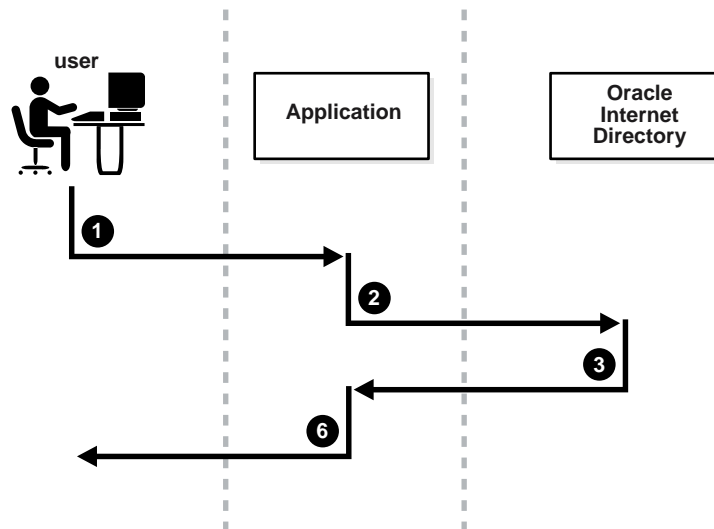 user
Application
Oracle
Internet
Directory
1
2
3
6